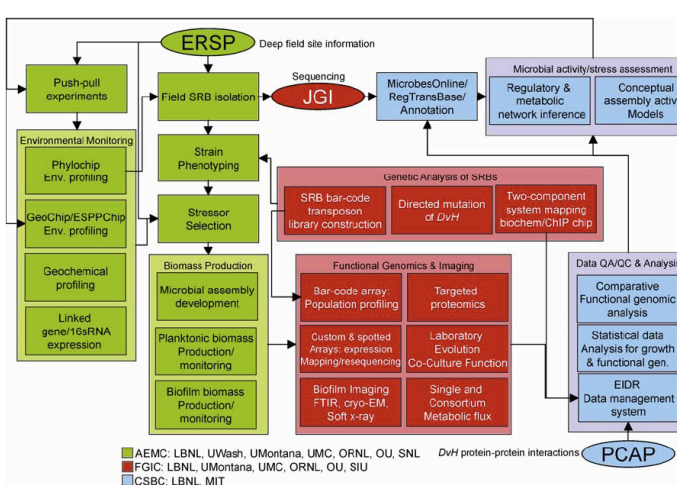 ERSP
Deep field site information
Push-pull
experiments
Field SRB isolation
Sequencing
JGI
MicrobesOnline/
RegTransBase/
Annotation
Microbial activity/stress assessment
Regulatory &
metabolic
network inference
Conceptual
assembly activ
Models
Environmental Monitoring
Phylochip
Env. profiling
GeoChip/ESPPChip
Env. profiling
Geochemical
profiling
Linked
gene/16sRNA
expression
Strain
Phenotyping
Stressor
Selection
Genetic Analysis of SRBs
SRB bar-code
transposon
library construction
Directed mutation
of DvH
Two-component
system mapping
biochem/ChIP chip
Biomass Production
Microbial assembly
development
Planktonic biomass
Production/
monitoring
Biofilm biomass
Production/
monitoring
Functional Genomics & Imaging
Bar-code array:
Population profiling
Targeted
proteomics
Custom & spotted
Arrays: expression
Mapping/resequencing
Laboratory
Evolution
Co-Culture Function
Biofilm Imaging
FTIR, cryo-EM,
Soft x-ray
Single and
Consortium
Metabolic flux
Data QA/QC & Analysis
Comparative
Functional genomic
analysis
Statistical data
Analysis for growth
& functional gen.
EIDR
Data management
system
DvH protein-protein interactions
PCAP
AEMC: LBNL, UWash, UMontana, UMC, ORNL, OU, SNL
FGIC: LBNL, UMontana, UMC, ORNL, OU, SIU
CSBC: LBNL, MIT